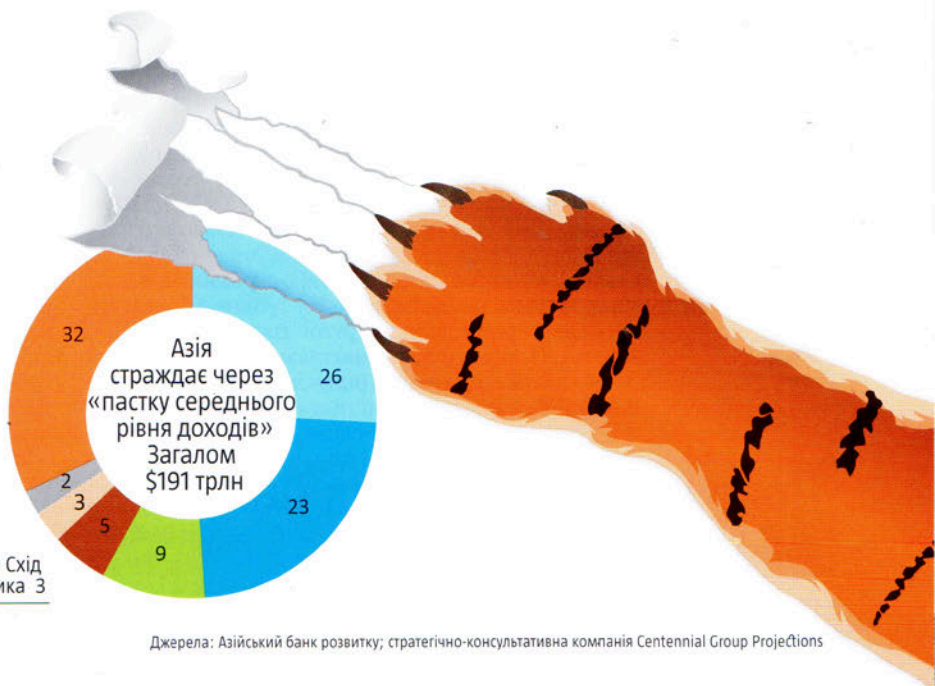 32
26
Азія
страждає через
«пастку середнього
рівня доходів»
Загалом
$191 трлн
2
3
5
9
23
Схід
ика 3
Джерела: Азійський банк розвитку; стратегічно-консультативна компанія Centennial Group Projections